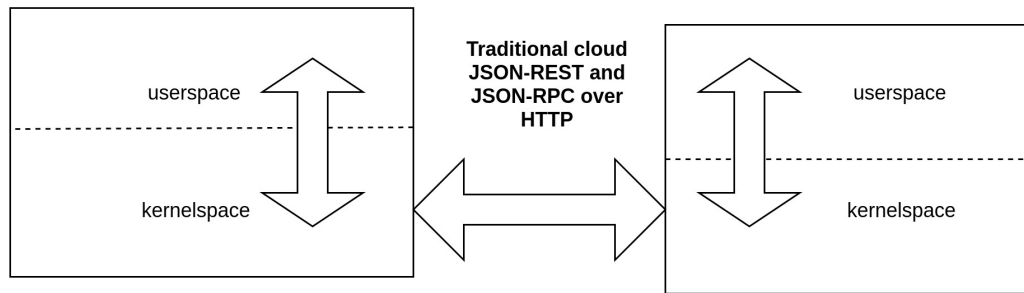 Traditional cloud
JSON-REST and
JSON-RPC over
HTTP
userspace
userspace
kernelspace
kernelspace